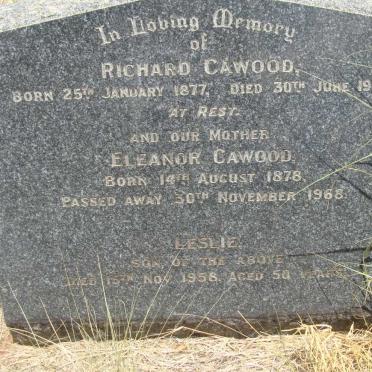 In Loving Memory
of
RICHARD CAWOOD.
BORN 25TH JANUARY 1877, DIED 30TH JUNE 19
AT REST.
AND OUR MOTHER
ELEANOR CAWOOD.
BORN 14TH AUGUST 1878.
PASSED AWAY 30TH NOVEMBER 1968.
LESLIE.
SON OF THE ABOVE
DIED 15TH NOV. 1958, AGED 50 YEARS